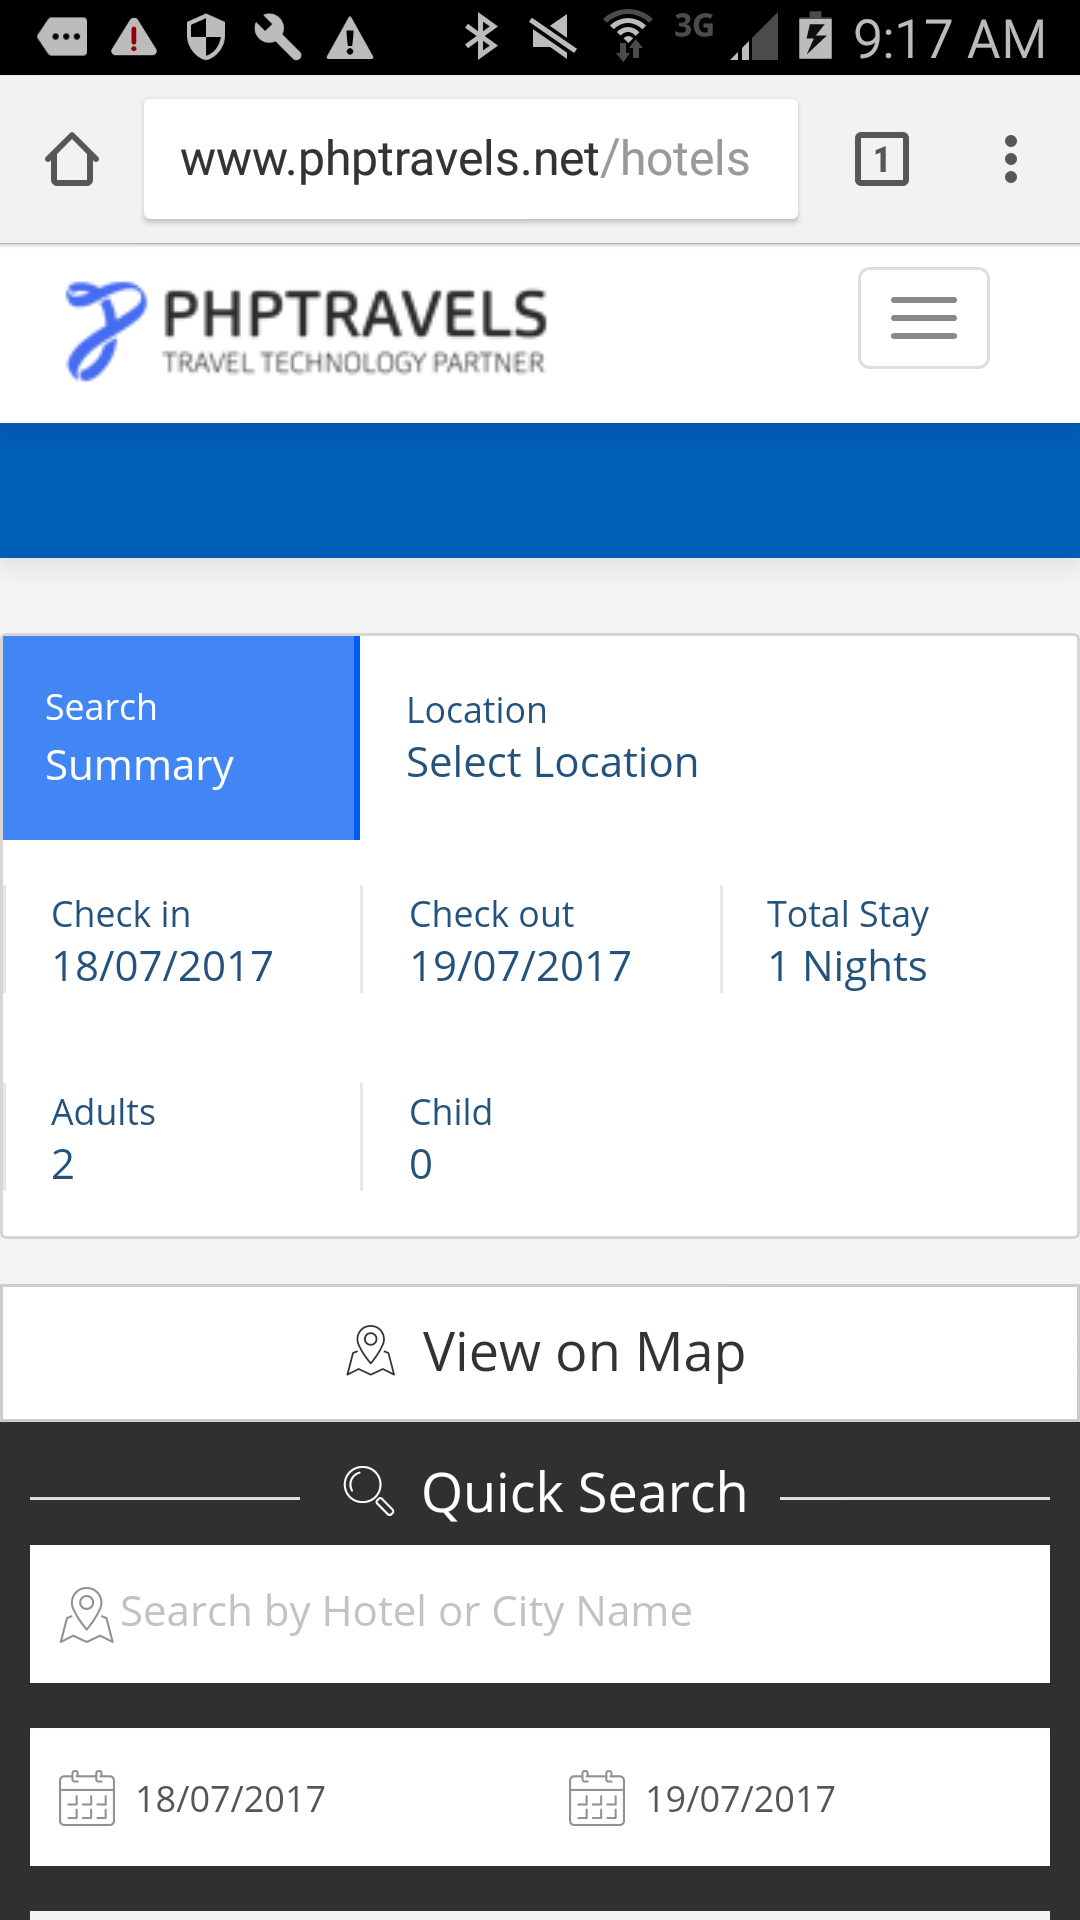 3G 9:17 AM
www.phptravels.net/hotels
1
PHPTRAVELS
TRAVEL TECHNOLOGY PARTNER
Search
Summary
Location
Select Location
Check in
18/07/2017
Check out
19/07/2017
Total Stay
1 Nights
Adults
2
Child
0
View on Map
Quick Search
Search by Hotel or City Name
18/07/2017
19/07/2017